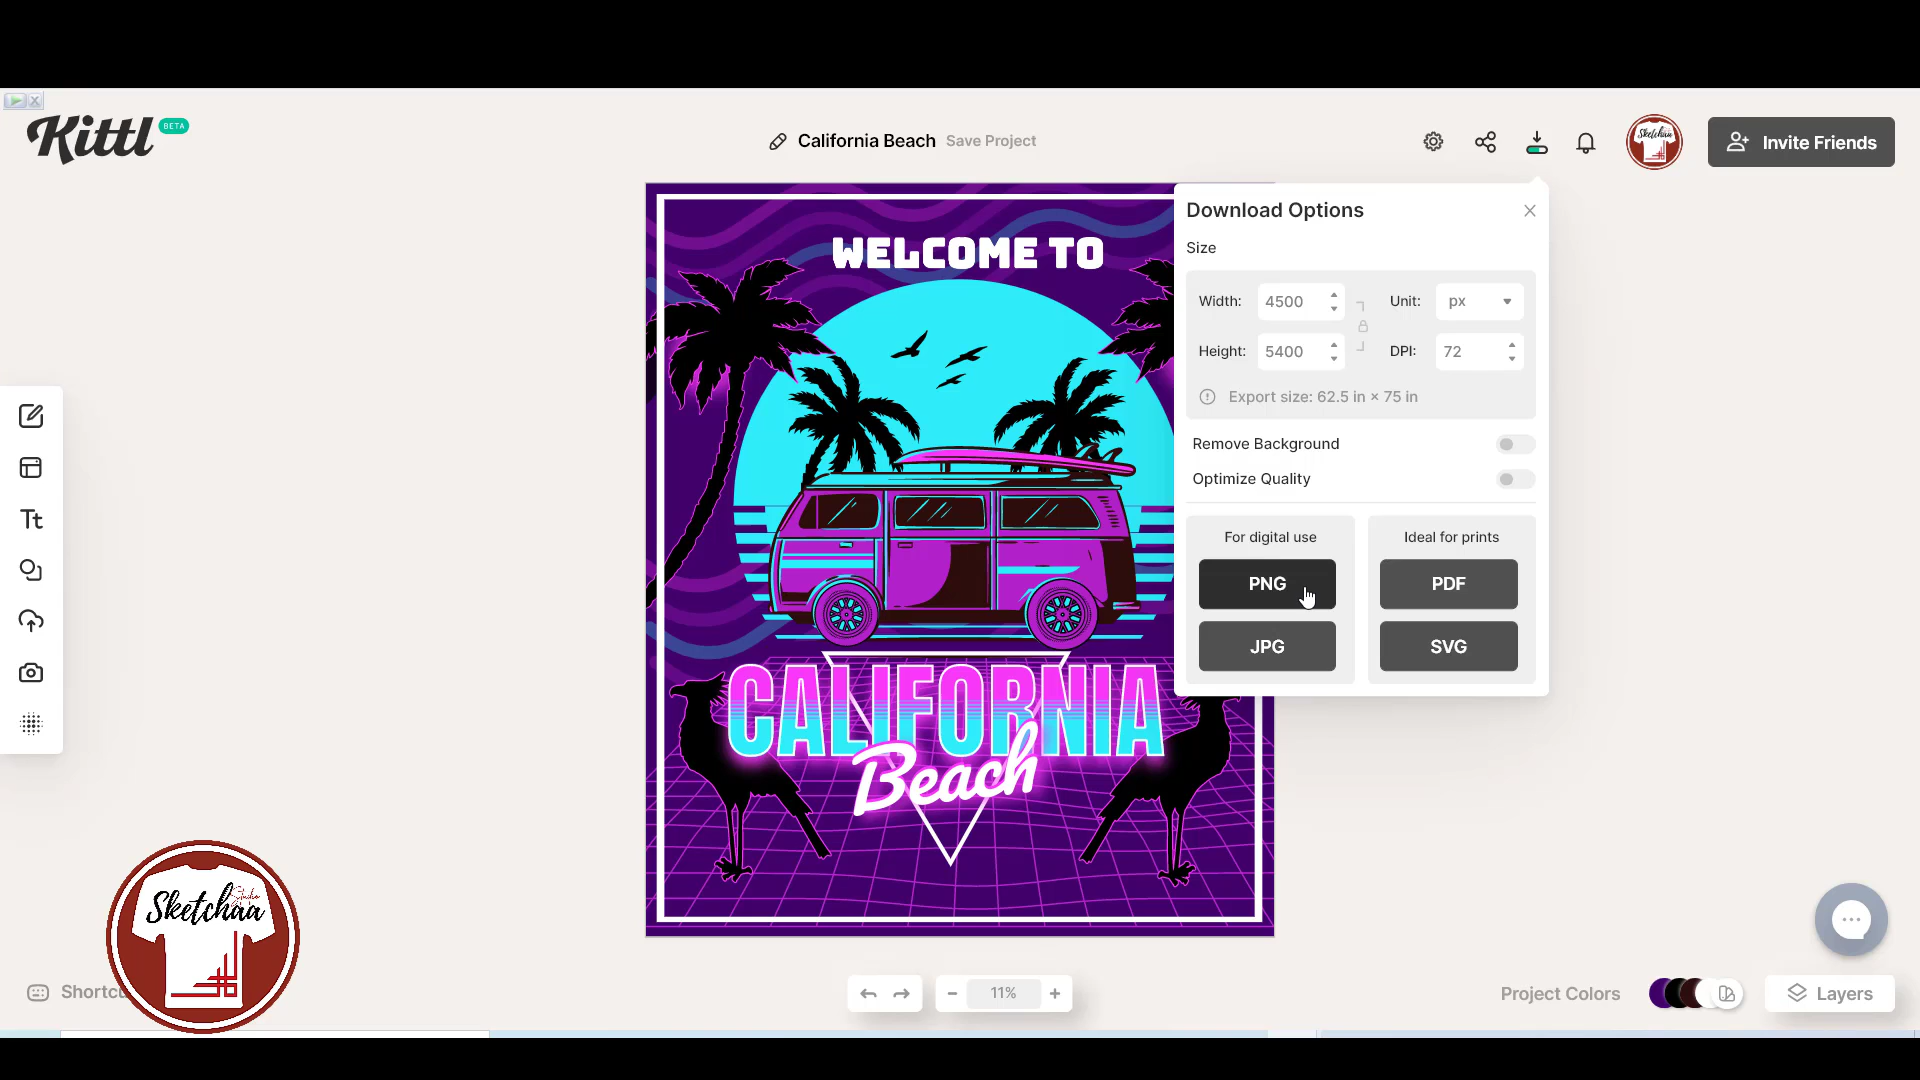 Kittl BETA
California Beach Save Project
Invite Friends
Sketchaa
WELCOME TO
CALIFORNIA
Beach
Download Options
Size
Width: 4500 Unit: px
Height: 5400 DPI: 72
Export size: 62.5 in × 75 in
Remove Background
Optimize Quality
For digital use Ideal for prints
PNG PDF
JPG SVG
Tt
Sketchaa
Studio
11%
Project Colors
Layers